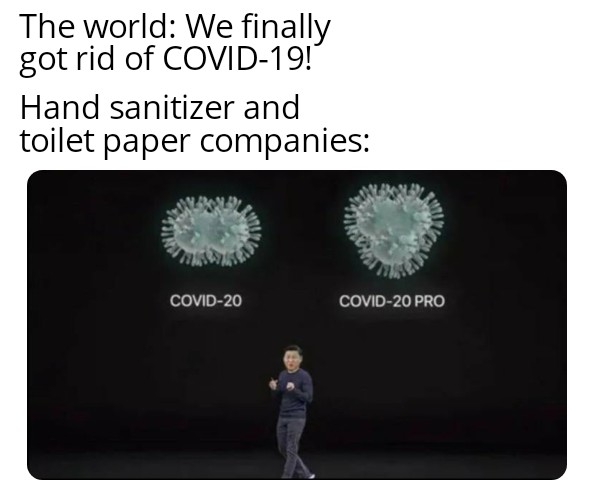 The world: We finally
got rid of COVID-19!
Hand sanitizer and
toilet paper companies:
COVID-20
COVID-20 PRO